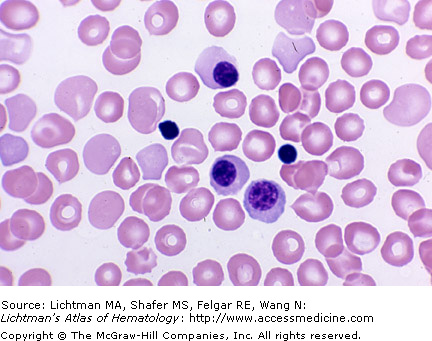 Source: Lichtman MA, Shafer MS, Felgar RE, Wang N:
Lichtman's Atlas of Hematology: http://www.accessmedicine.com
Copyright © The McGraw-Hill Companies, Inc. All rights reserved.